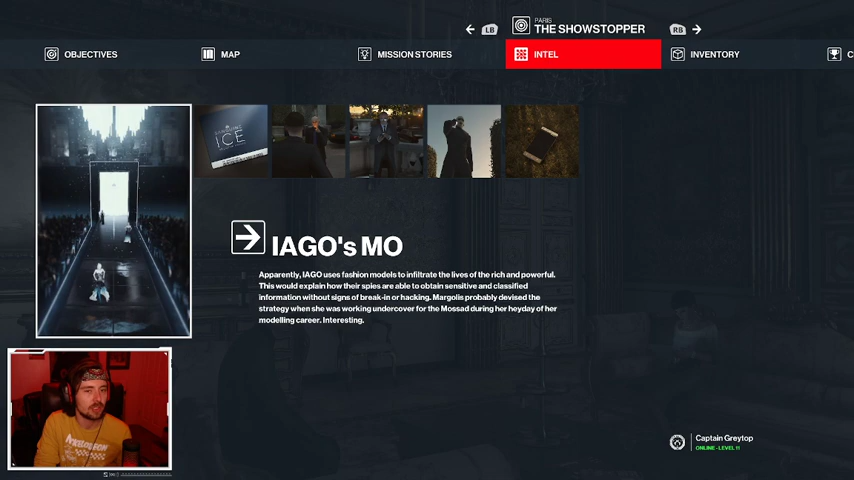 PARIS
LB THE SHOWSTOPPER RB
OBJECTIVES MAP MISSION STORIES INTEL INVENTORY C
ICE
IAGO's MO
Apparently, IAGO uses fashion models to infiltrate the lives of the rich and powerful.
This would explain how their spies are able to obtain sensitive and classified
information without signs of break-in or hacking. Margolis probably devised the
strategy when she was working undercover for the Mossad during her heyday of her
modelling career. Interesting.
Captain Greytop
ONLINE - LEVEL 11